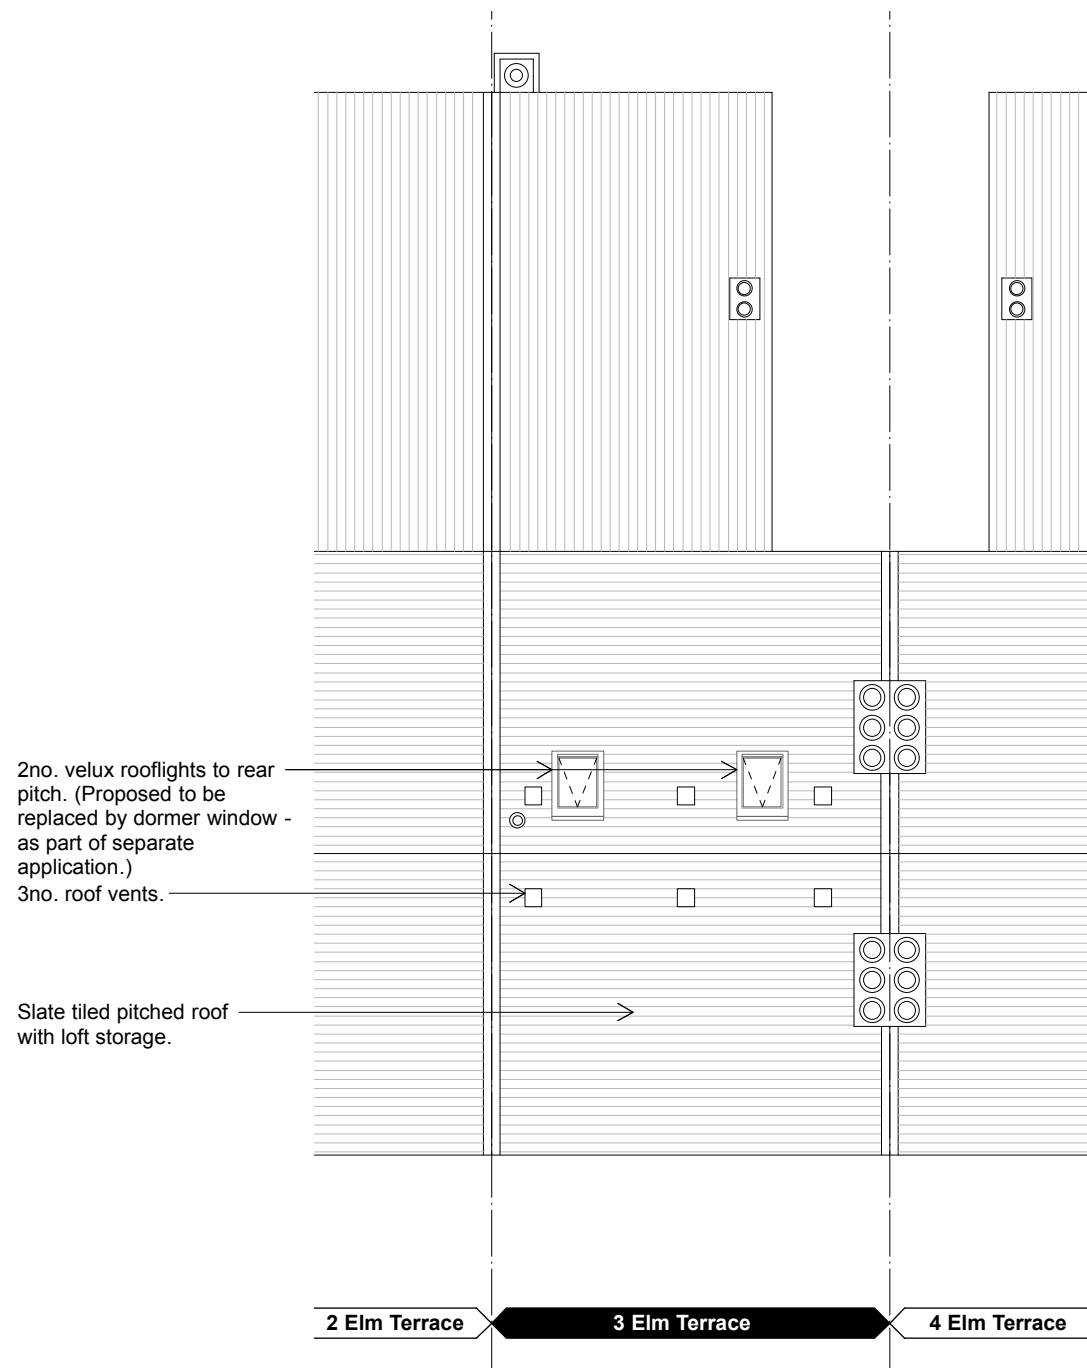 2no. velux rooflights to rear
pitch. (Proposed to be
replaced by dormer window -
as part of separate
application.)
3no. roof vents.
Slate tiled pitched roof
with loft storage.
2 Elm Terrace
3 Elm Terrace
4 Elm Terrace